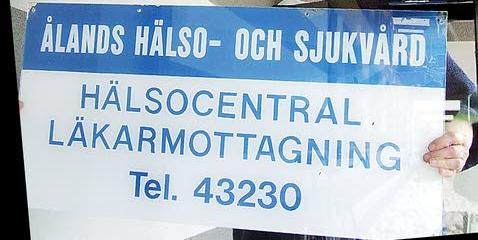 ÅLANDS HÄLSO- OCH SJUKVÅRD
HÄLSOCENTRAL
LÄKARMOTTAGNING
Tel. 43230